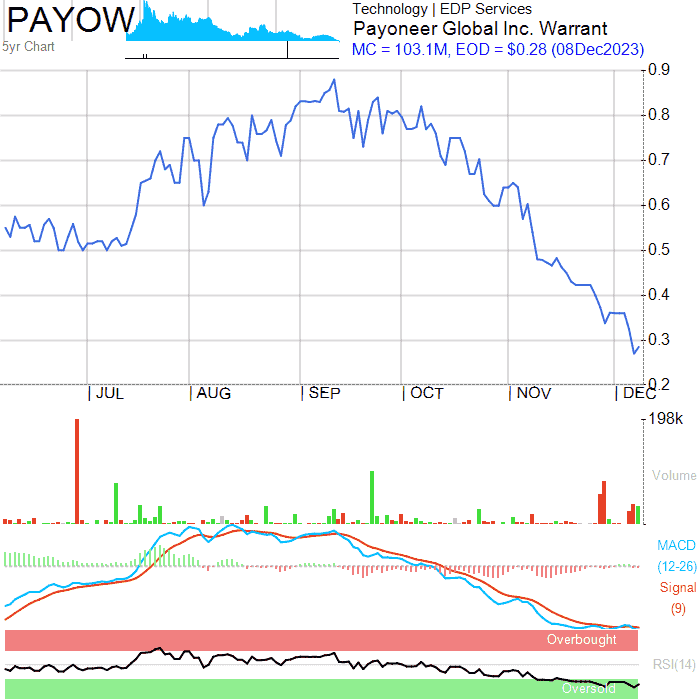 PAYOW
5yr Chart
Technology | EDP Services
Payoneer Global Inc. Warrant
MC = 103.1M, EOD = $0.28 (08Dec2023)
0.9
0.8
0.7
0.6
0.5
0.4
0.3
0.2
JUL AUG SEP OCT NOV DEC
198k
Volume
MACD
(12-26)
Signal
(9)
Overbought
RSI(14)
Oversold